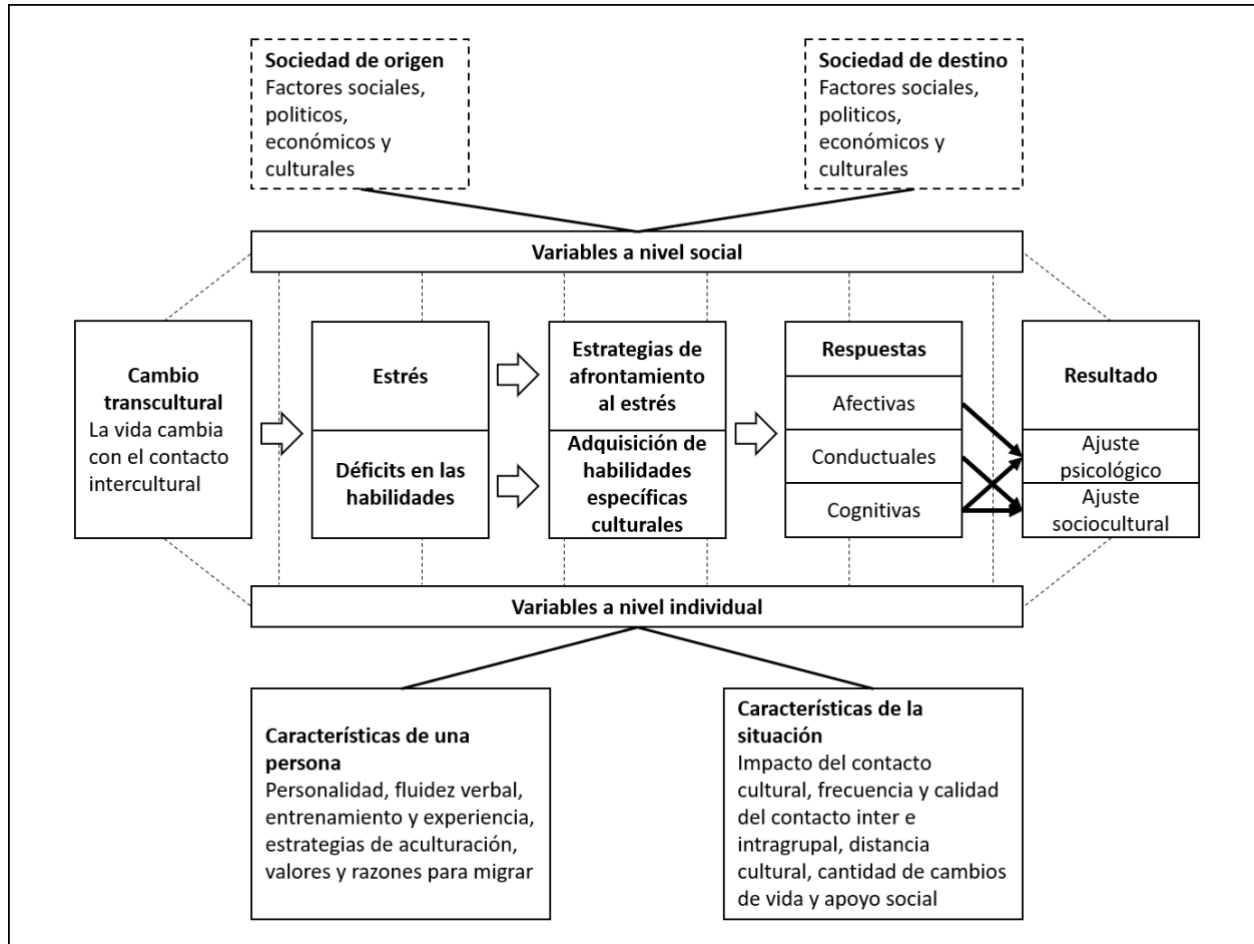 Sociedad de origen
Factores sociales,
politicos,
económicos y
culturales
Sociedad de destino
Factores sociales,
politicos,
económicos y
culturales
Variables a nivel social
Cambio
transcultural
La vida cambia
con el contacto
intercultural
Estrés
Déficits en las
habilidades
Estrategias de
afrontamiento
al estrés
Adquisición de
habilidades
específicas
culturales
Respuestas
Afectivas
Conductuales
Cognitivas
Resultado
Ajuste
psicológico
Ajuste
sociocultural
Variables a nivel individual
Características de una
persona
Personalidad, fluidez verbal,
entrenamiento y experiencia,
estrategias de aculturación,
valores y razones para migrar
Características de la
situación
Impacto del contacto
cultural, frecuencia y calidad
del contacto inter e
intragrupal, distancia
cultural, cantidad de cambios
de vida y apoyo social